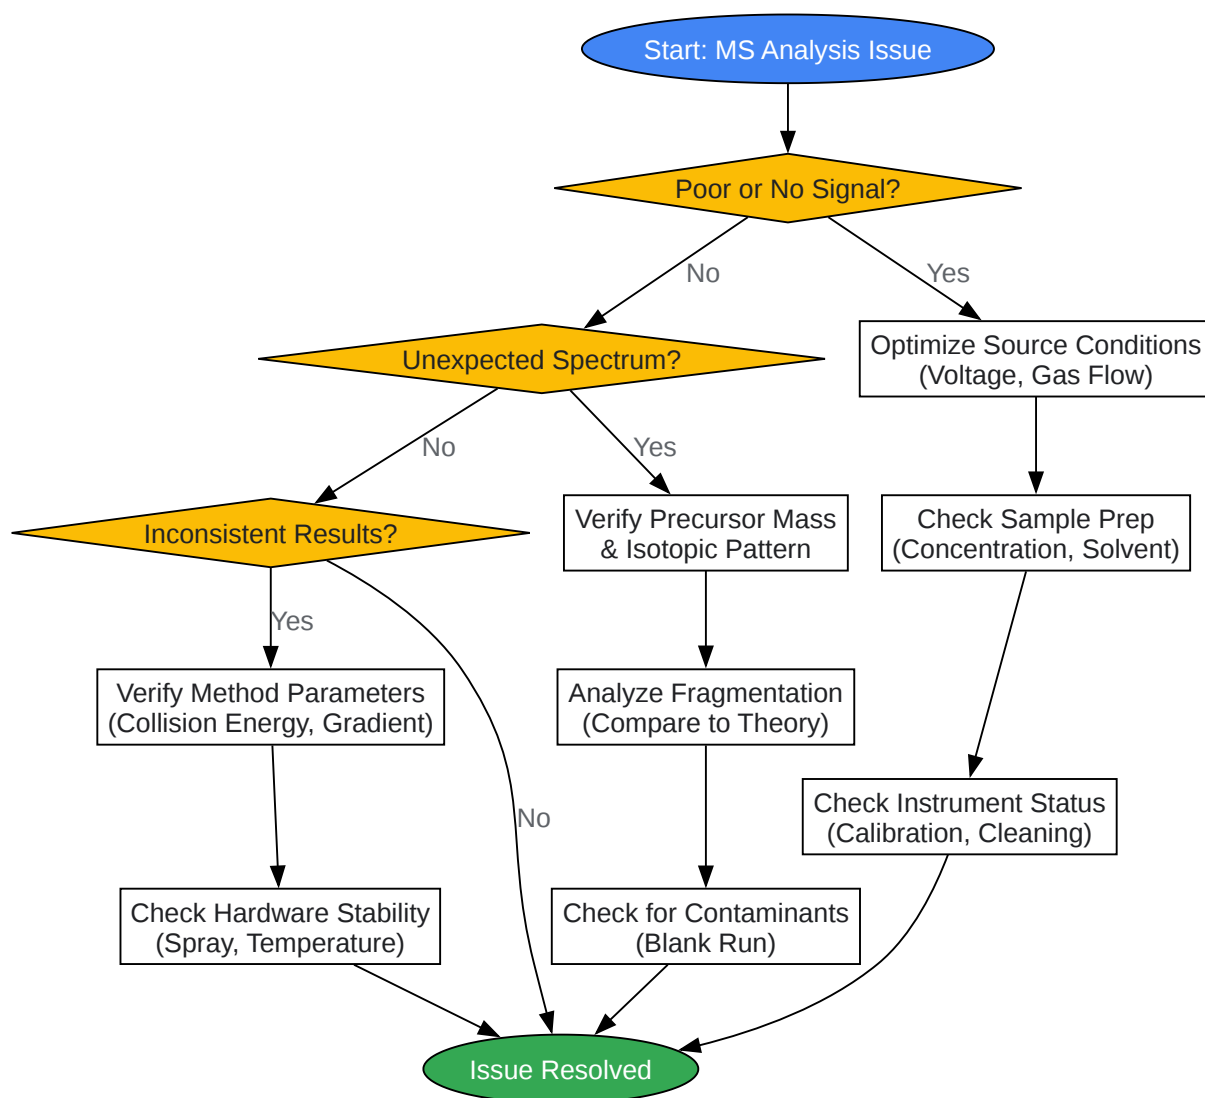 Start: MS Analysis Issue
Poor or No Signal?
No
Yes
Unexpected Spectrum?
Optimize Source Conditions
(Voltage, Gas Flow)
No
Yes
Inconsistent Results?
Verify Precursor Mass
& Isotopic Pattern
Check Sample Prep
(Concentration, Solvent)
Yes
Verify Method Parameters
(Collision Energy, Gradient)
Analyze Fragmentation
(Compare to Theory)
No
Check Instrument Status
(Calibration, Cleaning)
Check Hardware Stability
(Spray, Temperature)
Check for Contaminants
(Blank Run)
Issue Resolved